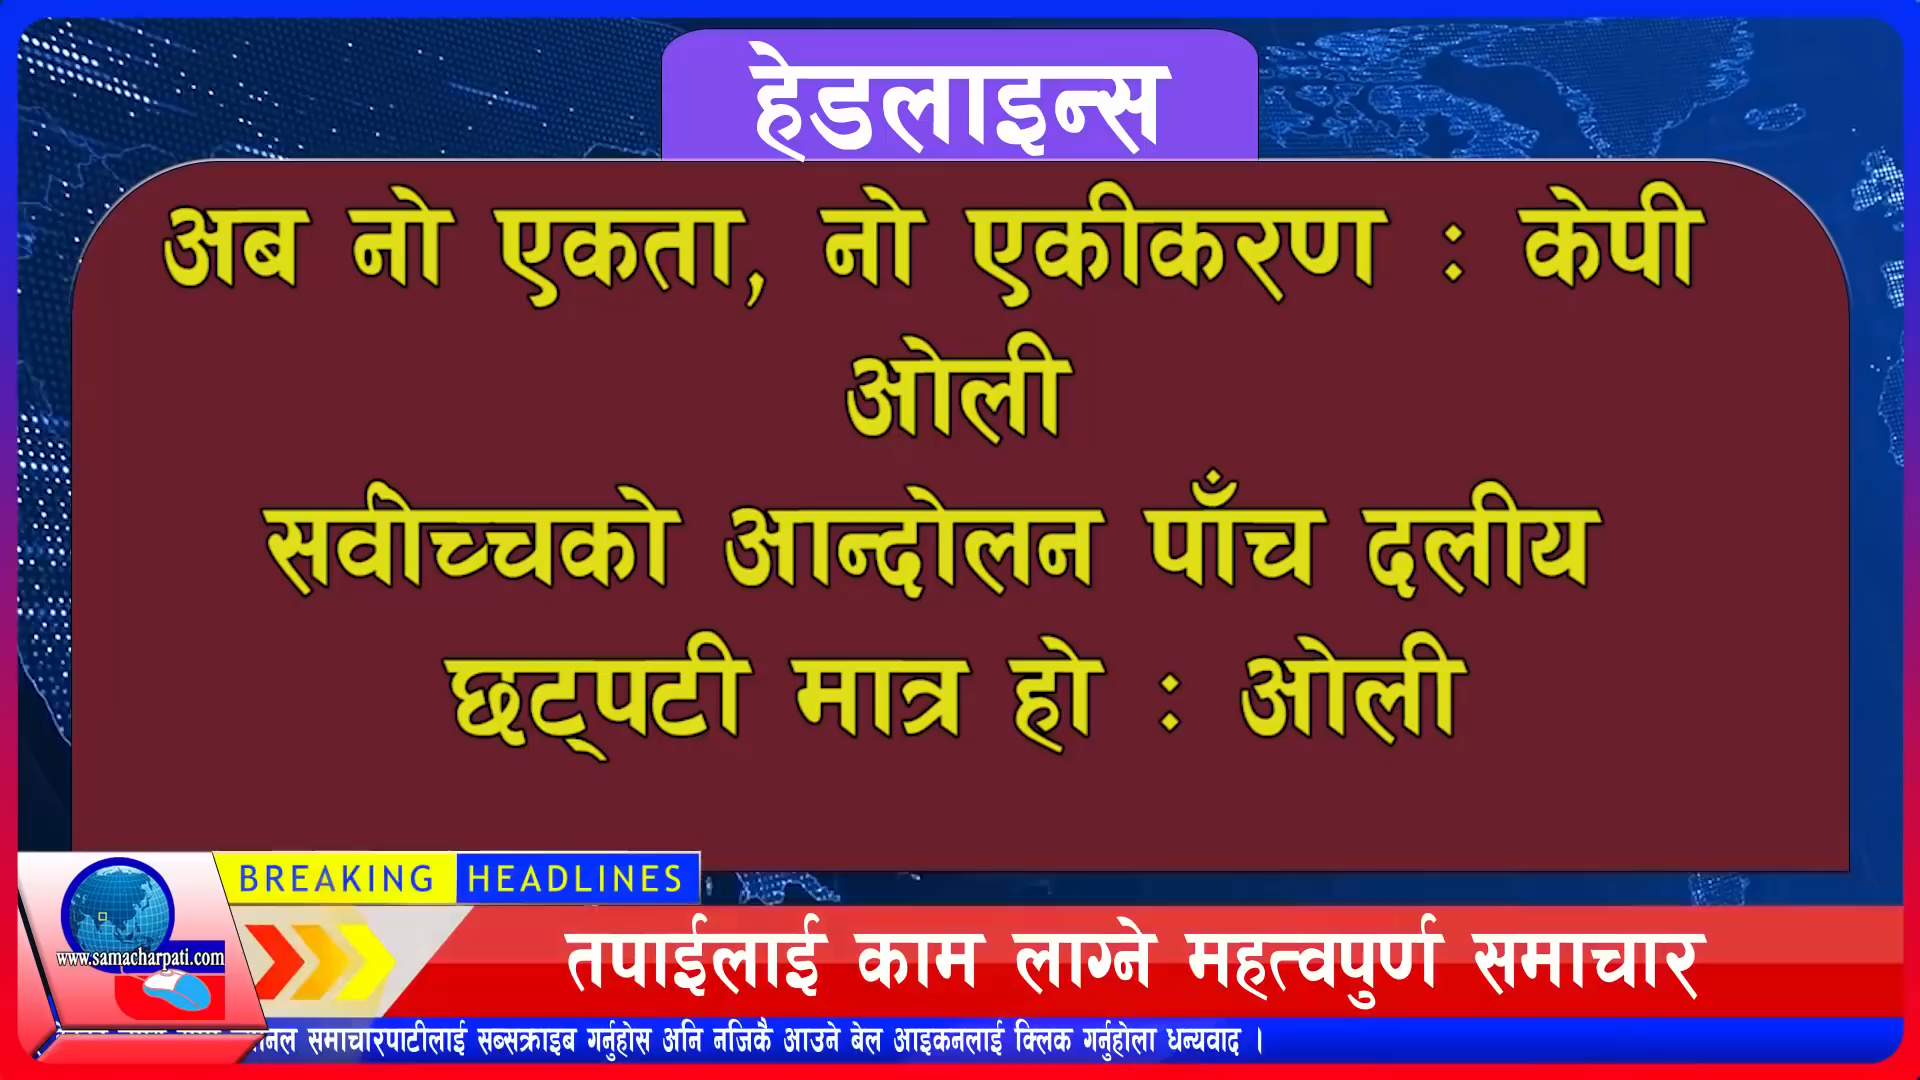 हेडलाइन्स
अब नो एकता, नो एकीकरण : केपी
ओली
सर्वोच्चको आन्दोलन पाँच दलीय
छट्पटी मात्र हो : ओली
BREAKING HEADLINES
www.samacharpati.com
तपाईलाई काम लाग्ने महत्वपुर्ण समाचार
समाचारपाटीलाई सब्सक्राइब गर्नुहोस अनि नजिकै आउने बेल आइकनलाई क्लिक गर्नुहोला धन्यवाद ।